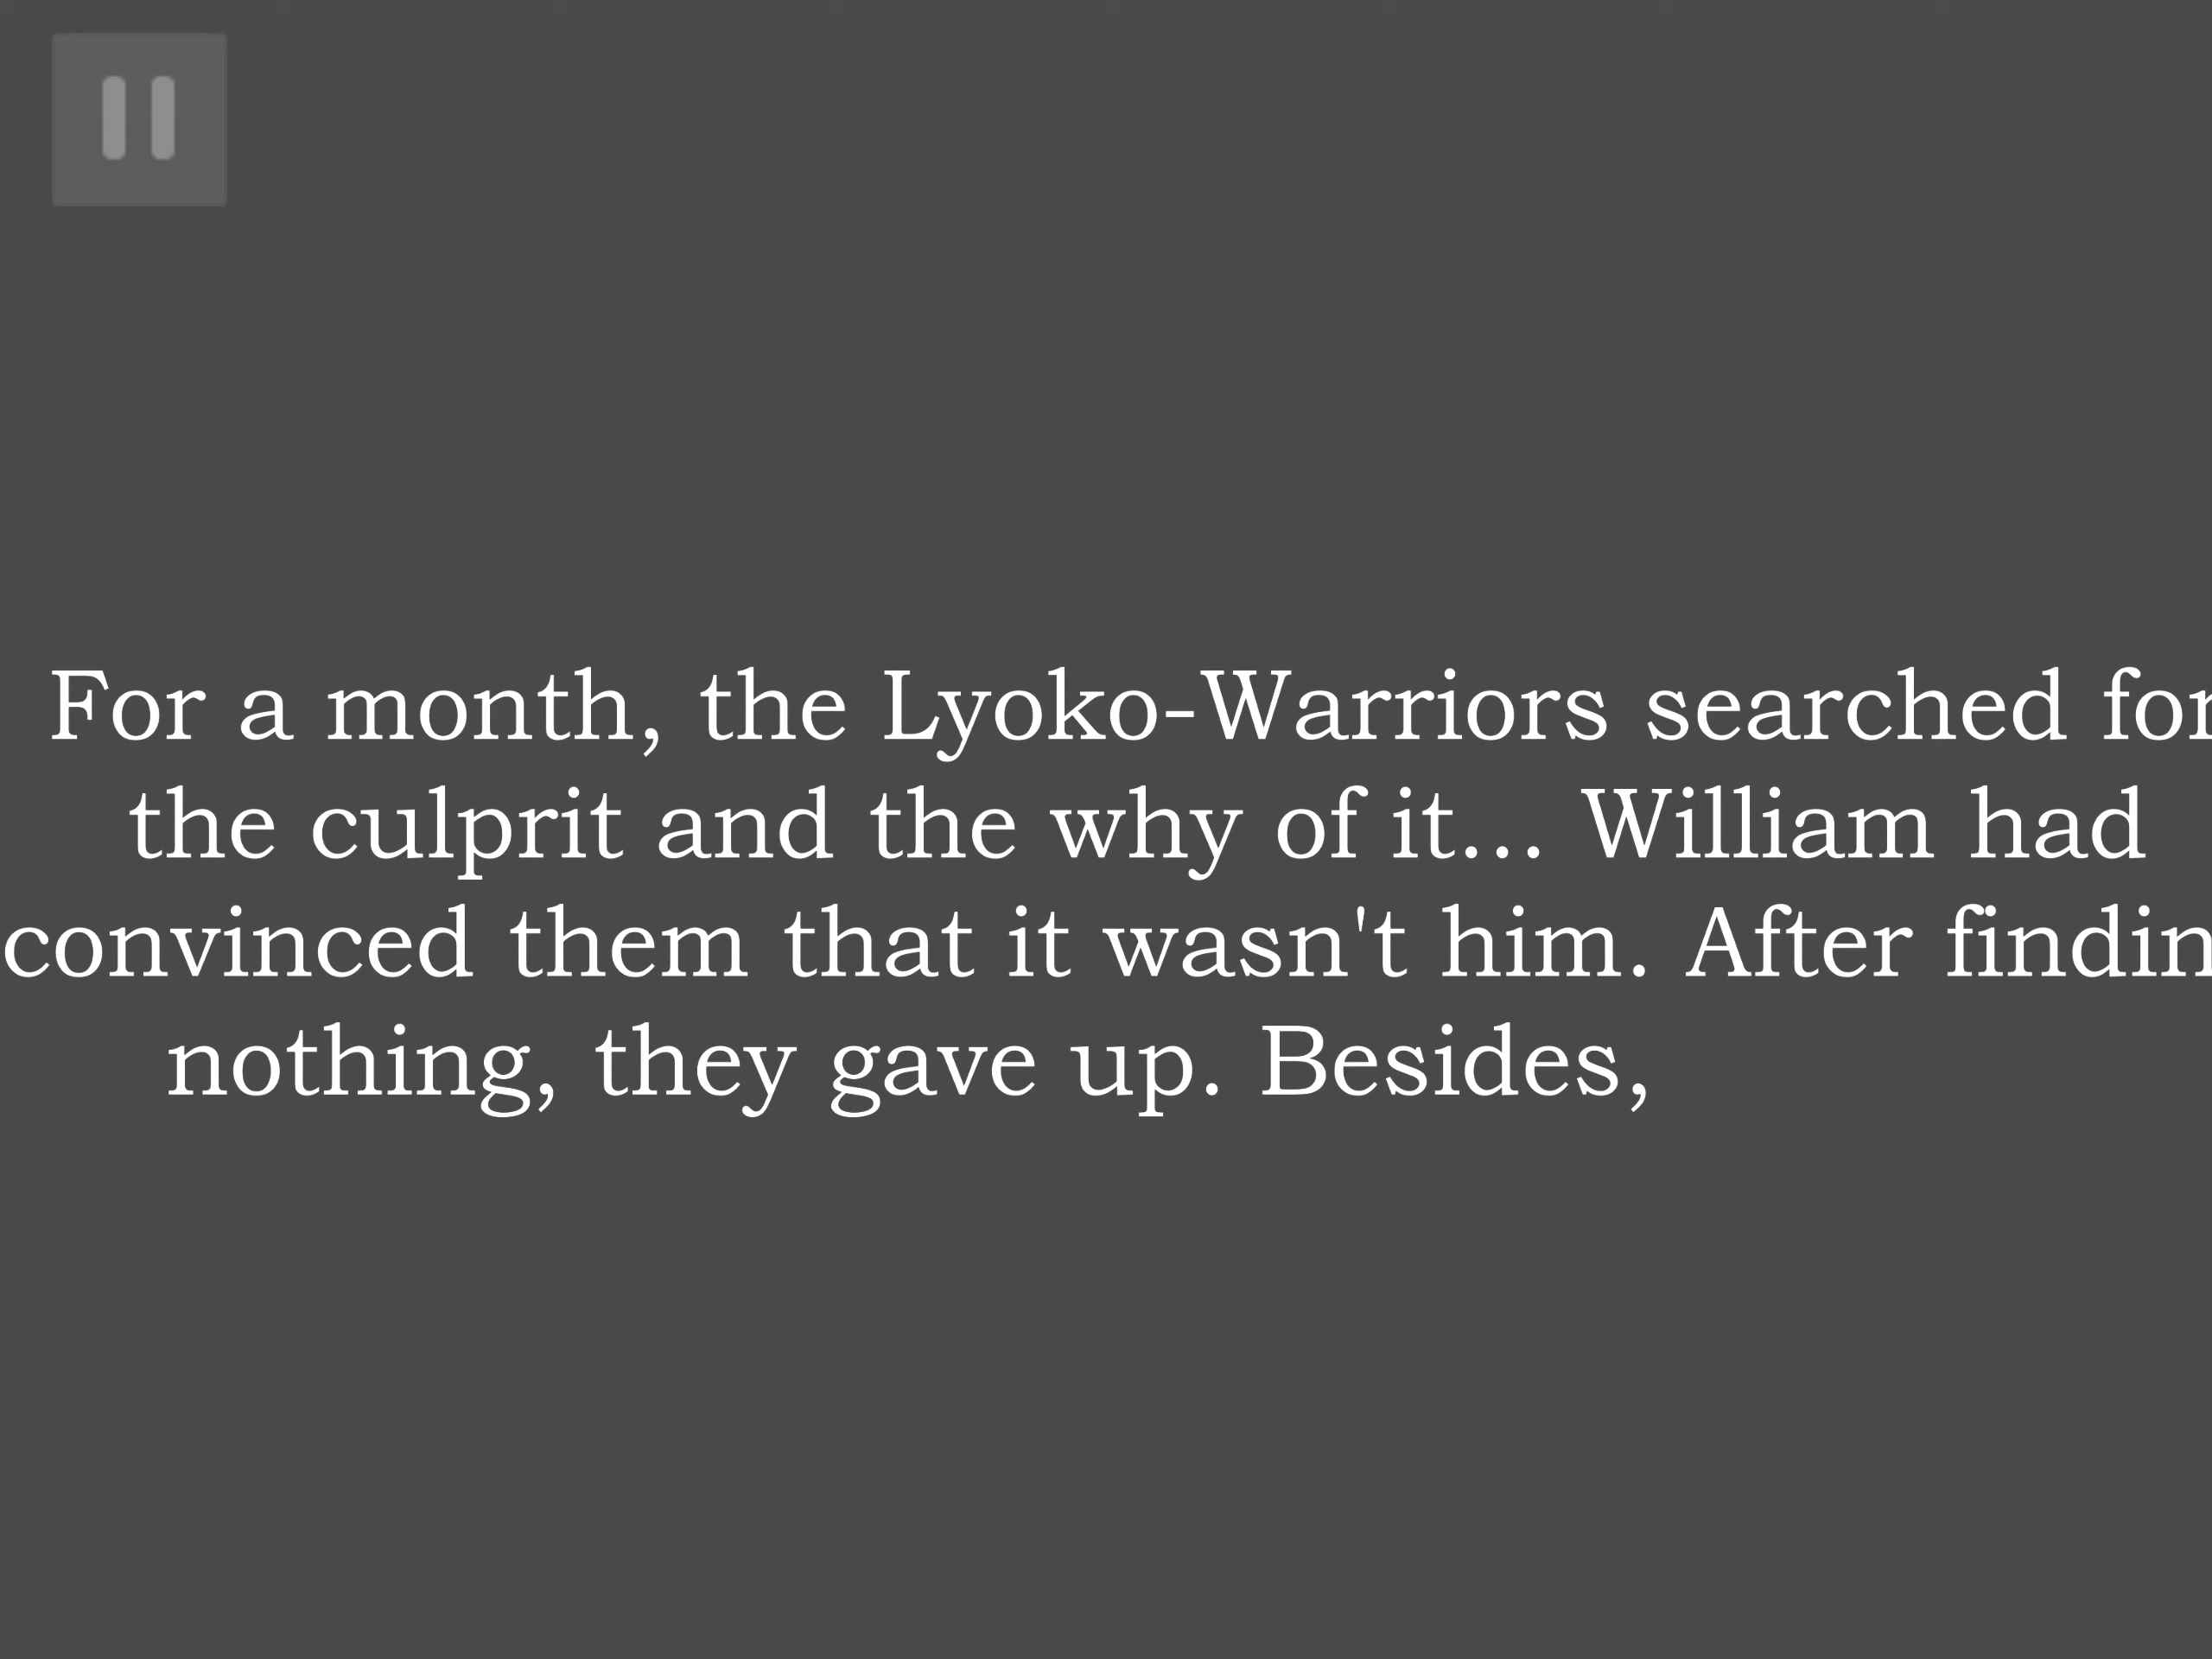 For a month, the Lyoko-Warriors searched for
the culpit and the why of it... William had
convinced them that it wasn't him. After findin
nothing, they gave up. Besides,